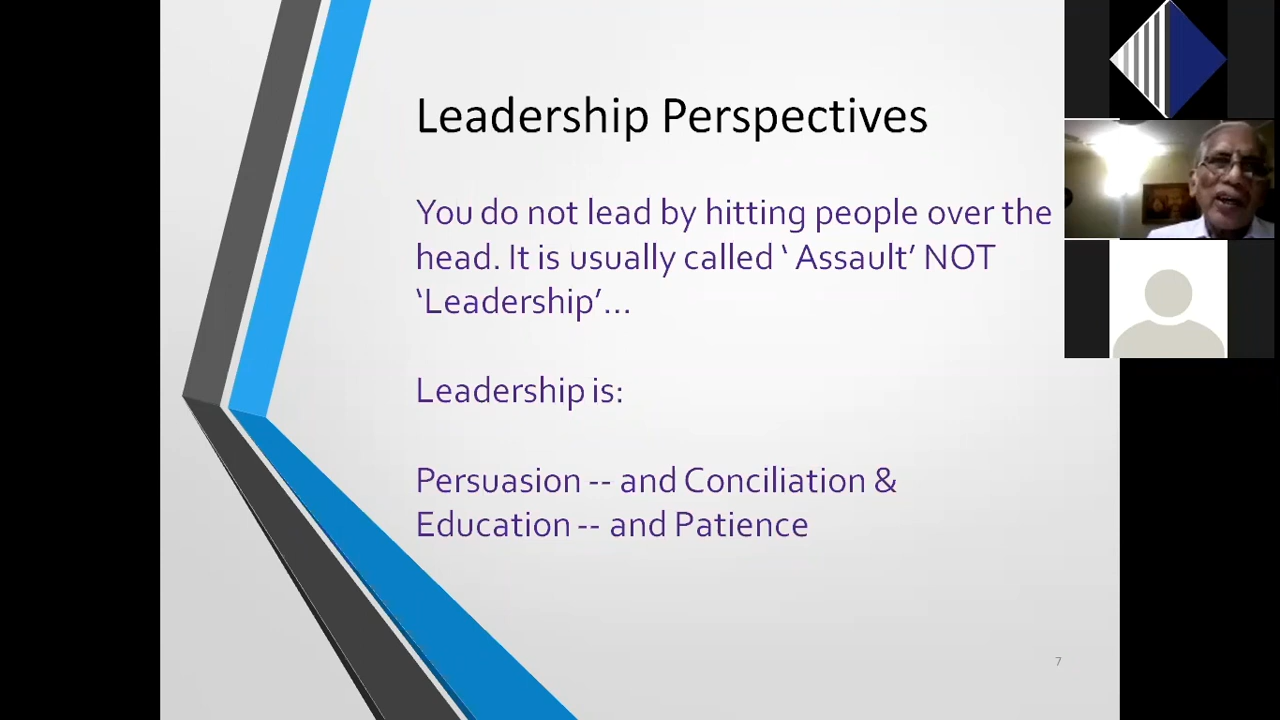 Leadership Perspectives
You do not lead by hitting people over the
head. It is usually called ‘ Assault’ NOT
‘Leadership’...
Leadership is:
Persuasion -- and Conciliation &
Education -- and Patience
7